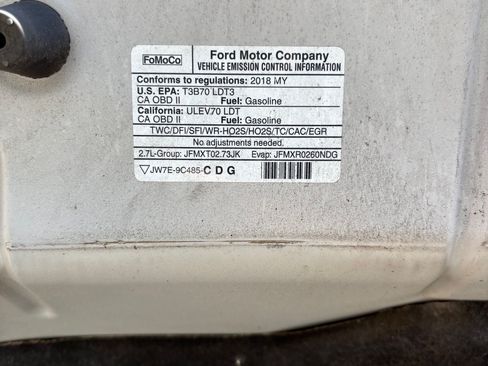 FoMoCo
Ford Motor Company
VEHICLE EMISSION CONTROL INFORMATION
Conforms to regulations: 2018 MY
U.S. EPA: T3B70 LDT3
CA OBD II Fuel: Gasoline
California: ULEV70 LDT
CA OBD II Fuel: Gasoline
TWC/DFI/SFI/WR-HO2S/HO2S/TC/CAC/EGR
No adjustments needed.
2.7L-Group: JFMXT02.73JK Evap: JFMXR0260NDG
▽JW7E-9C485-C D G